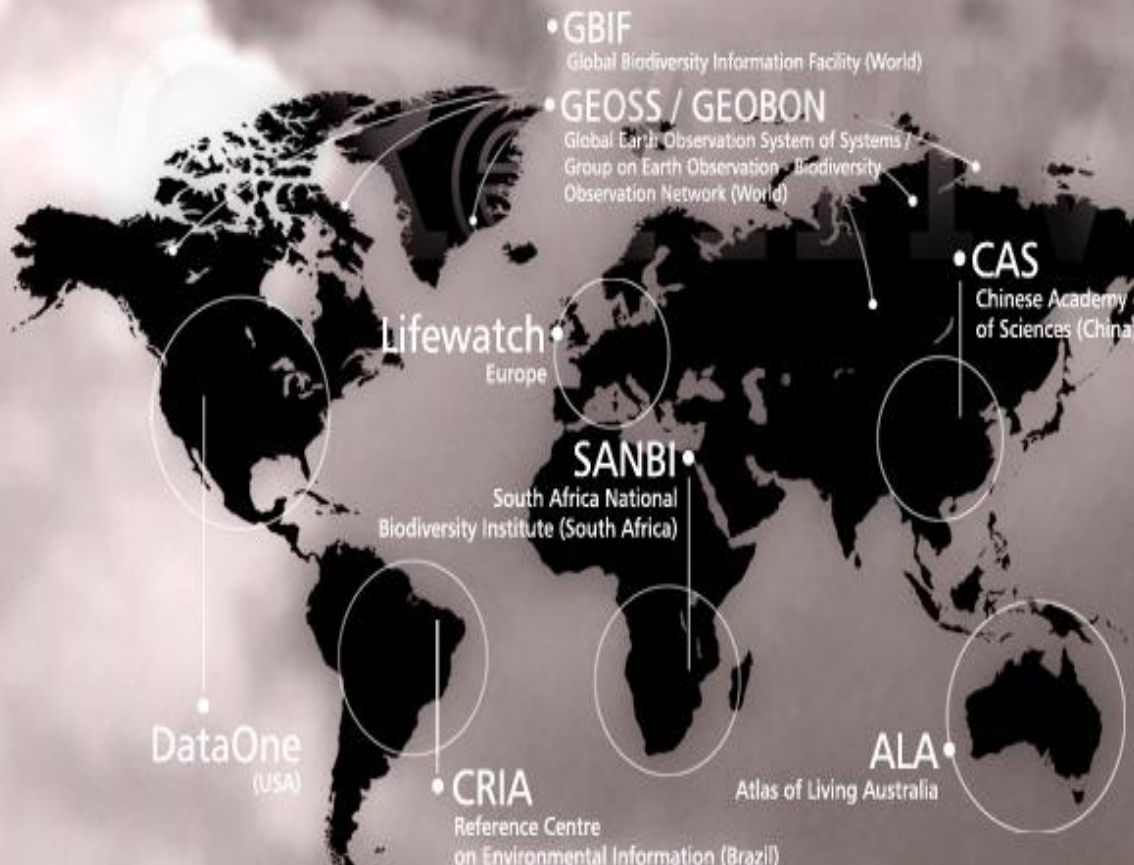 GBIF
Global Biodiversity Information Facility (World)
GEOSS / GEOBON
Global Earth Observation System of Systems /
Group on Earth Observation - Biodiversity
Observation Network (World)
CAS
Chinese Academy
of Sciences (China)
Lifewatch
Europe
SANBI
South Africa National
Biodiversity Institute (South Africa)
DataOne
(USA)
CRIA
Reference Centre
on Environmental Information (Brazil)
ALA
Atlas of Living Australia